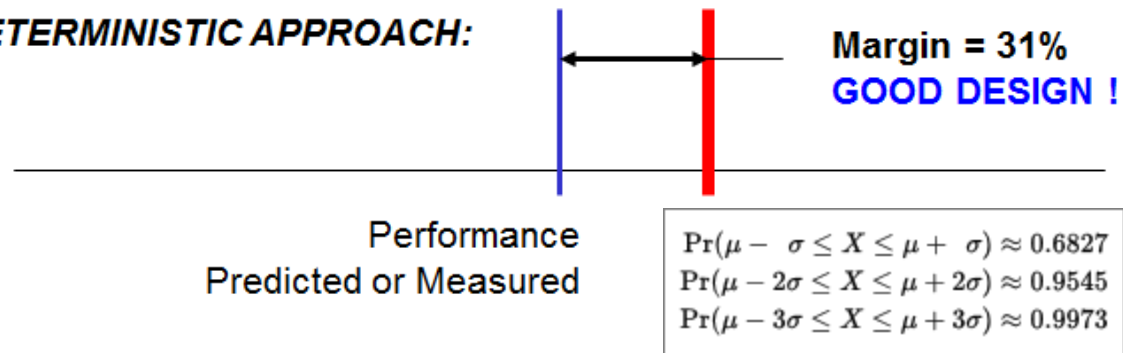 ETERMINISTIC APPROACH:
Margin = 31%
GOOD DESIGN !
Performance
Predicted or Measured
Pr(μ − σ ≤ X ≤ μ + σ) ≈ 0.6827
Pr(μ − 2σ ≤ X ≤ μ + 2σ) ≈ 0.9545
Pr(μ − 3σ ≤ X ≤ μ + 3σ) ≈ 0.9973